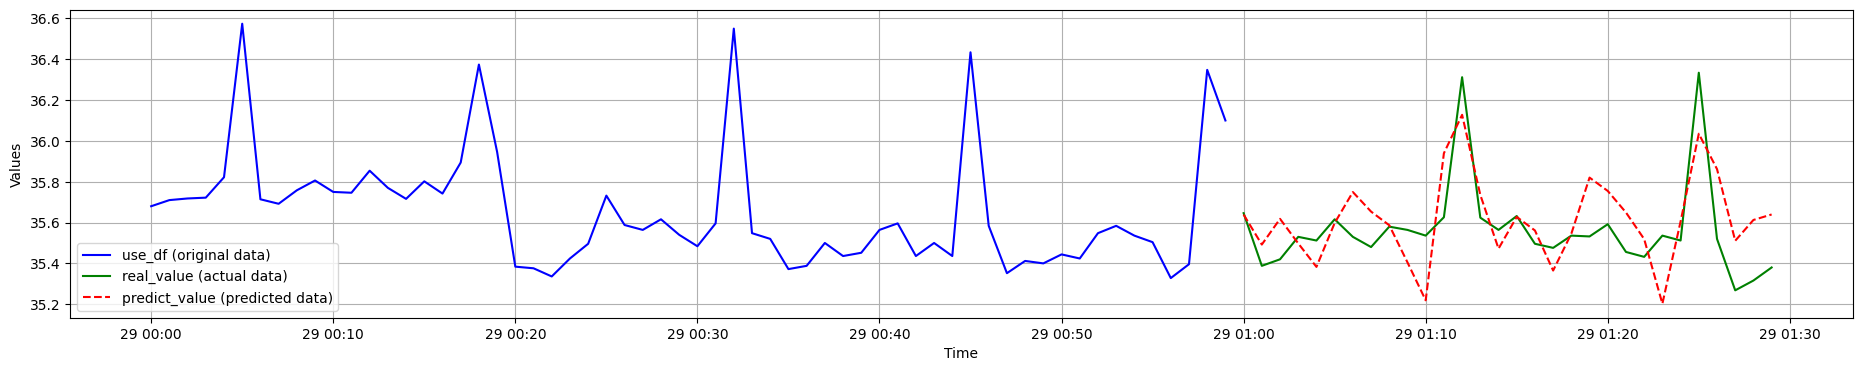 36.6
36.4
36.2
36.0
35.8
35.6
35.4
35.2
Values
use_df (original data)
real_value (actual data)
predict_value (predicted data)
29 00:00 29 00:10 29 00:20 29 00:30 29 00:40 29 00:50 29 01:00 29 01:10 29 01:20 29 01:30
Time